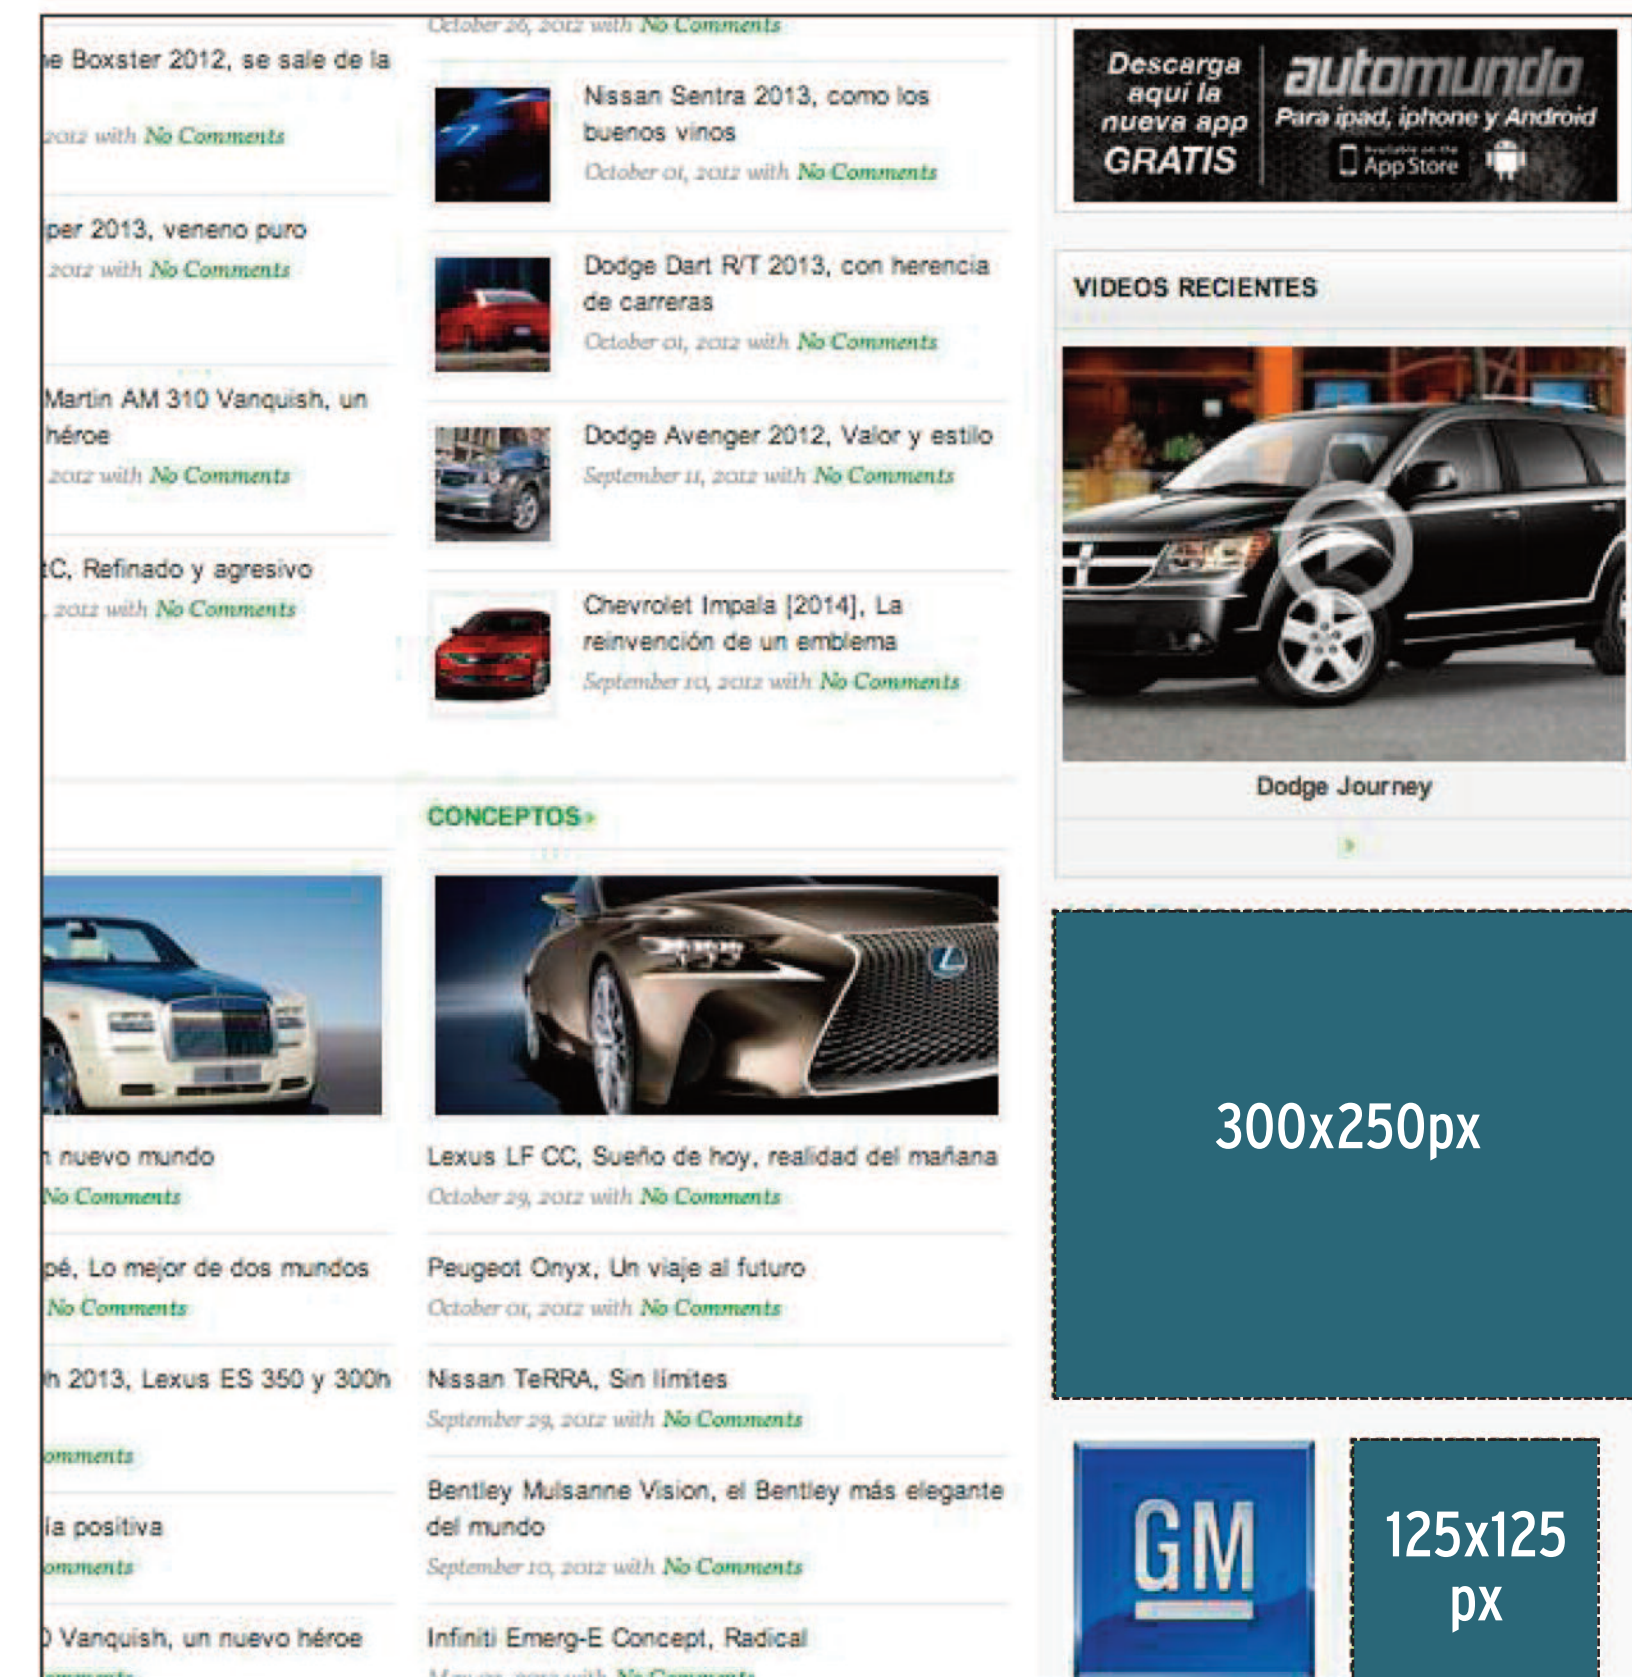 ne Boxster 2012, se sale de la
2012 with No Comments
per 2013, veneno puro
2012 with No Comments
Martin AM 310 Vanquish, un
héroe
2012 with No Comments
C, Refinado y agresivo
, 2012 with No Comments
nuevo mundo
No Comments
pé, Lo mejor de dos mundos
No Comments
h 2013, Lexus ES 350 y 300h
omments
ía positiva
omments
Vanquish, un nuevo héroe
October 26, 2012 with No Comments
Nissan Sentra 2013, como los
buenos vinos
October 01, 2012 with No Comments
Dodge Dart R/T 2013, con herencia
de carreras
October 01, 2012 with No Comments
Dodge Avenger 2012, Valor y estilo
September 11, 2012 with No Comments
Chevrolet Impala [2014], La
reinvención de un emblema
September 10, 2012 with No Comments
CONCEPTOS»
Lexus LF CC, Sueño de hoy, realidad del mañana
October 29, 2012 with No Comments
Peugeot Onyx, Un viaje al futuro
October 01, 2012 with No Comments
Nissan TeRRA, Sin límites
September 29, 2012 with No Comments
Bentley Mulsanne Vision, el Bentley más elegante
del mundo
September 10, 2012 with No Comments
Infiniti Emerg-E Concept, Radical
with No Comments
Descarga
aquí la
nueva app
GRATIS
automundo
Para ipad, iphone y Android
Available on the
App Store
VIDEOS RECIENTES
Dodge Journey
»
300x250px
GM
125x125
px